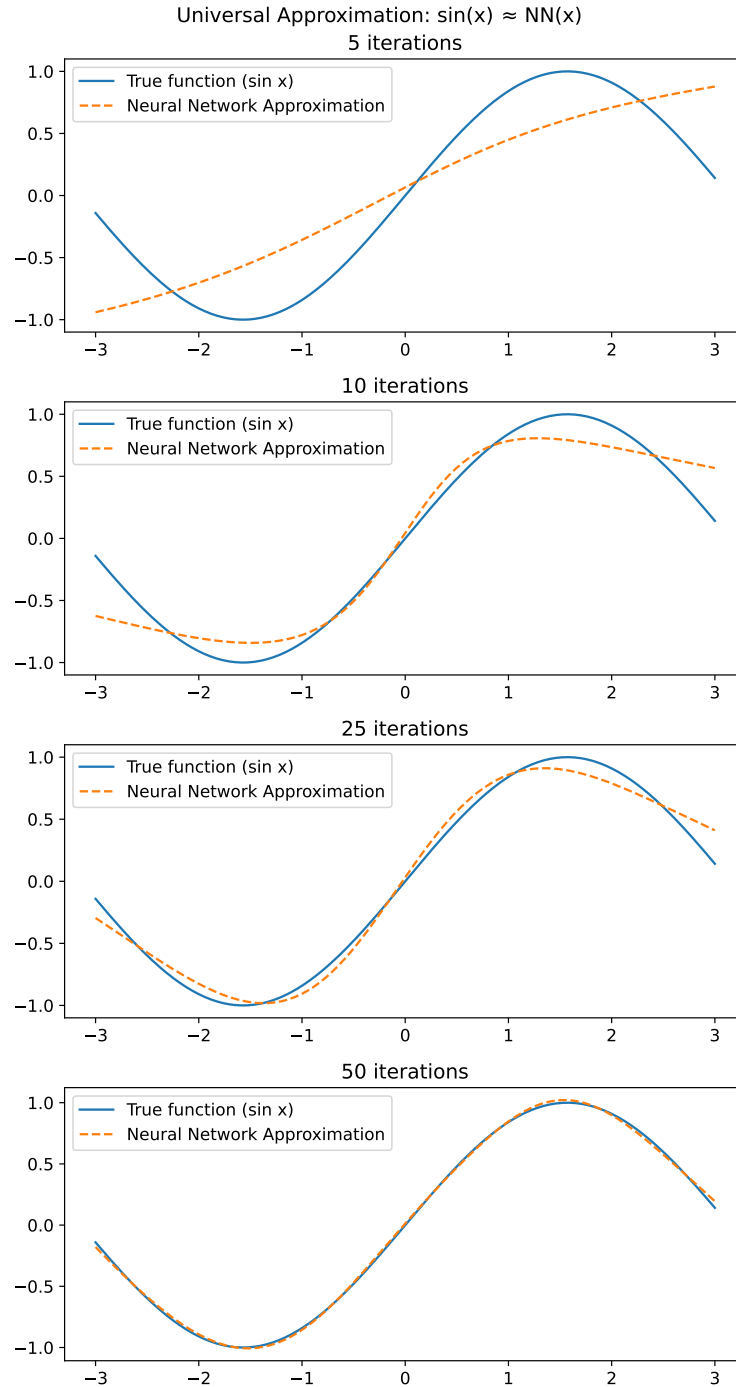 Universal Approximation: sin(x) ≈ NN(x)
5 iterations
True function (sin x)
Neural Network Approximation
1.0
0.5
0.0
−0.5
−1.0
−3 −2 −1 0 1 2 3
10 iterations
True function (sin x)
Neural Network Approximation
1.0
0.5
0.0
−0.5
−1.0
−3 −2 −1 0 1 2 3
25 iterations
True function (sin x)
Neural Network Approximation
1.0
0.5
0.0
−0.5
−1.0
−3 −2 −1 0 1 2 3
50 iterations
True function (sin x)
Neural Network Approximation
1.0
0.5
0.0
−0.5
−1.0
−3 −2 −1 0 1 2 3